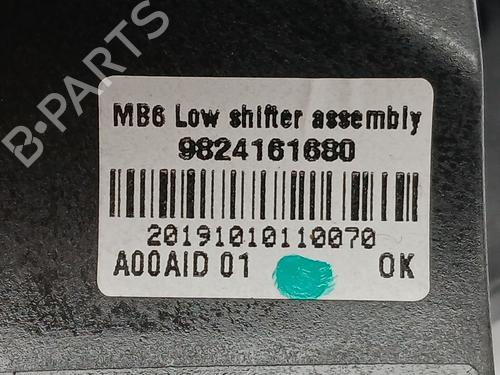 MB6 Low shifter assembly
9824161680
20191010110070
A00AID 01 OK
B-PARTS